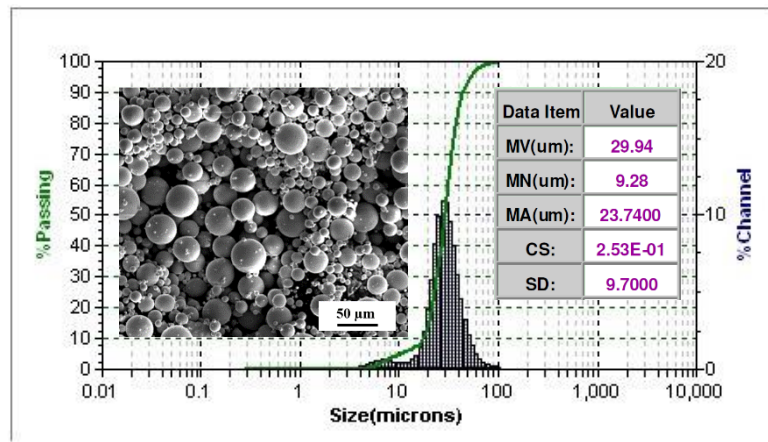 100
90
80
70
60
50
40
30
20
10
0
%Passing
0.01
0.1
1
10
100
1,000
10,000
Size(microns)
20
10
0
%Channel
50 μm
Data Item Value
MV(um): 29.94
MN(um): 9.28
MA(um): 23.7400
CS: 2.53E-01
SD: 9.7000